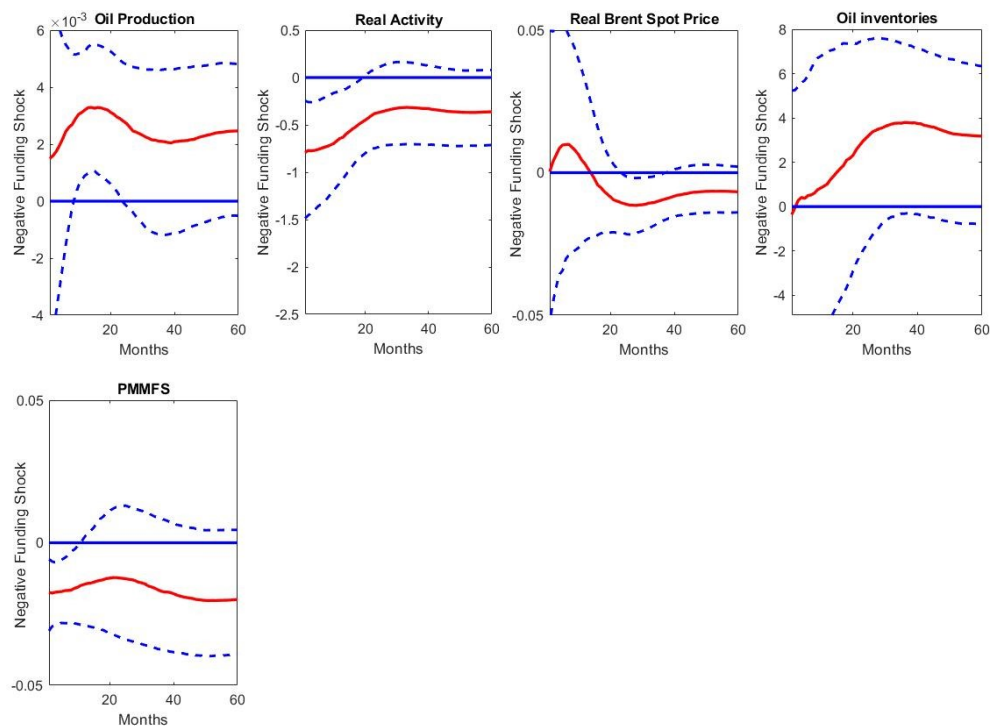 Oil Production
×10⁻³
6
4
2
0
-2
-4
20
40
60
Months
Negative Funding Shock
Real Activity
0.5
0
-0.5
-1
-1.5
-2
-2.5
20
40
60
Months
Negative Funding Shock
Real Brent Spot Price
0.05
0
-0.05
20
40
60
Months
Negative Funding Shock
Oil inventories
8
6
4
2
0
-2
-4
20
40
60
Months
Negative Funding Shock
PMMFS
0.05
0
-0.05
20
40
60
Months
Negative Funding Shock